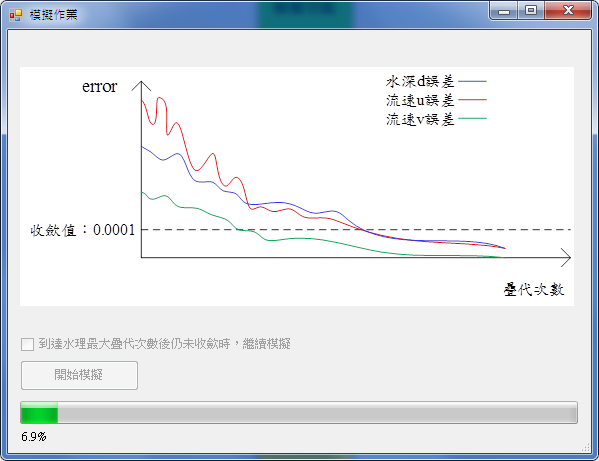 模擬作業
error
水深d誤差
流速u誤差
流速v誤差
收斂值：0.0001
疊代次數
到達水理最大疊代次數後仍未收歛時，繼續模擬
開始模擬
6.9%